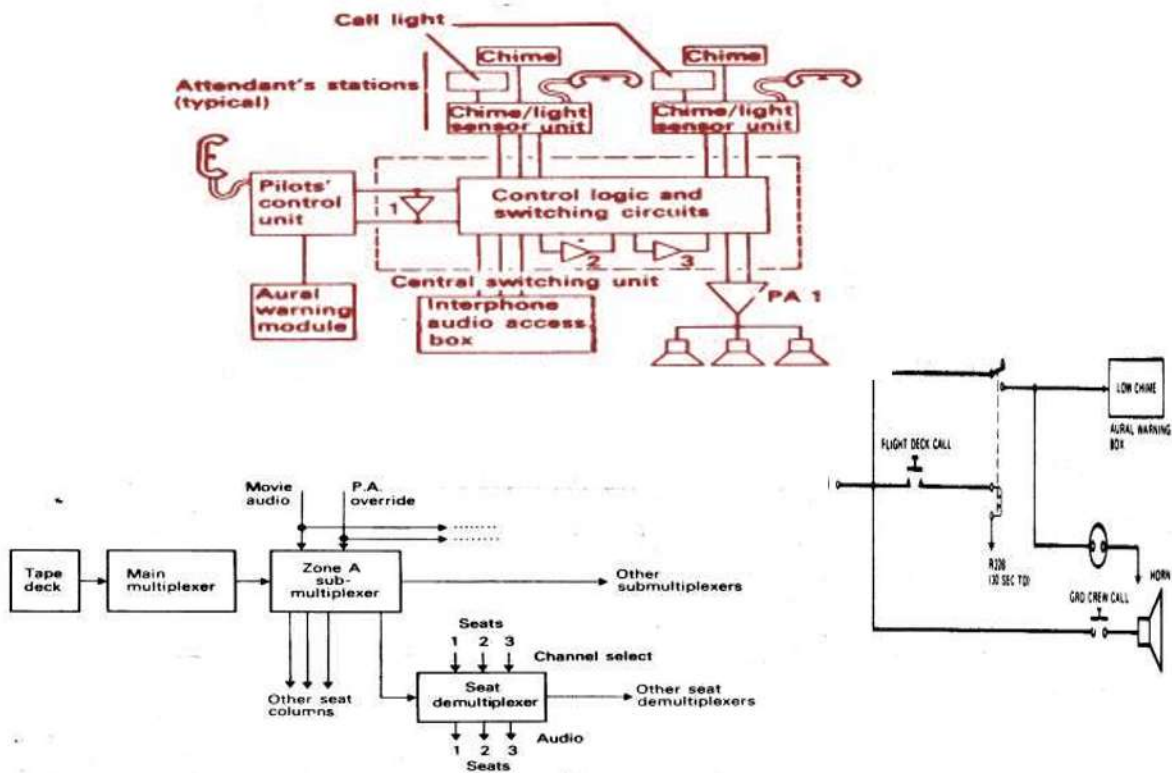 Call light
Chime
Chime
Attendant's stations
(typical)
Chime/light
sensor unit
Chime/light
sensor unit
Pilots'
control
unit
1
Control logic and
switching circuits
2
3
Central switching unit
PA 1
Aural
warning
module
Interphone
audio access
box
LOW CHIME
AURAL WARNING
BOX
FLIGHT DECK CALL
(30 SEC TD)
HORN
GRD CREW CALL
Movie
audio
P.A.
override
Tape
deck
Main
multiplexer
Zone A
sub-
multiplexer
Other
submultiplexers
Seats
1 2 3
Channel select
Seat
demultiplexer
Other seat
columns
Other seat
demultiplexers
Audio
1 2 3
Seats